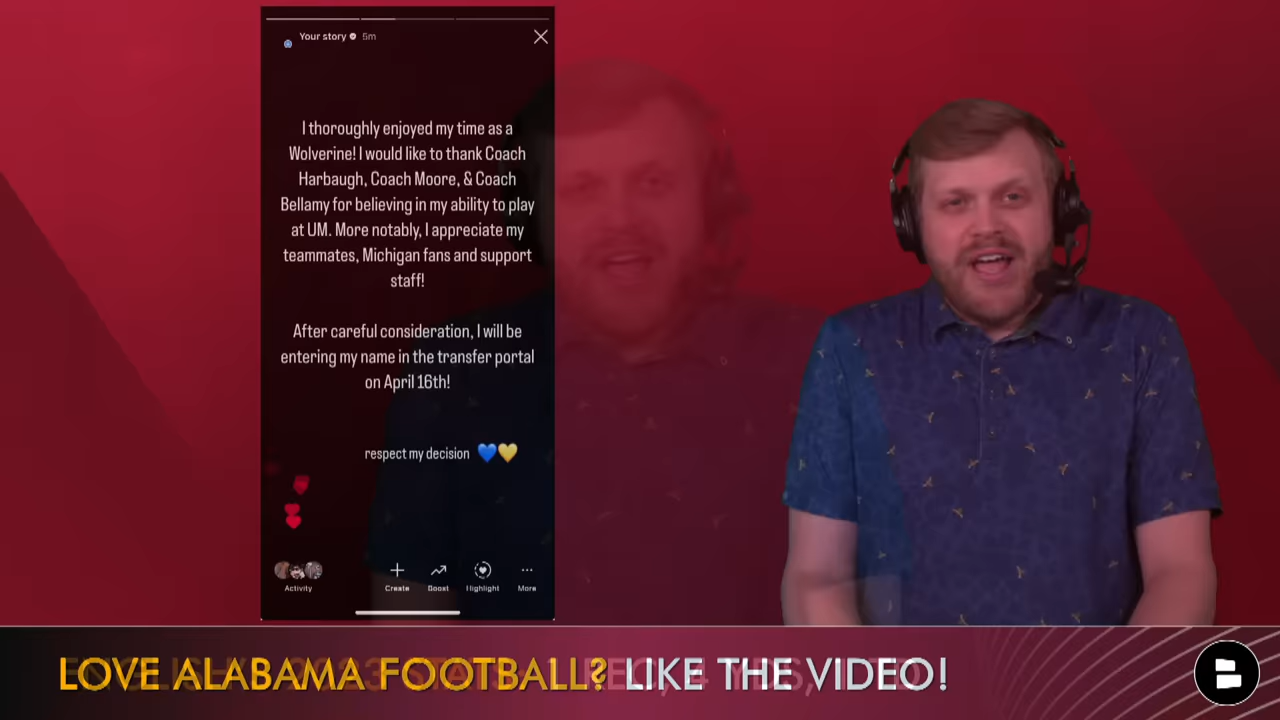 Your story 5m
I thoroughly enjoyed my time as a
Wolverine! I would like to thank Coach
Harbaugh, Coach Moore, & Coach
Bellamy for believing in my ability to play
at UM. More notably, I appreciate my
teammates, Michigan fans and support
staff!
After careful consideration, I will be
entering my name in the transfer portal
on April 16th!
respect my decision 💙💛
Activity
Create
Boost
Highlight
More
LOVE ALABAMA FOOTBALL? LIKE THE VIDEO!